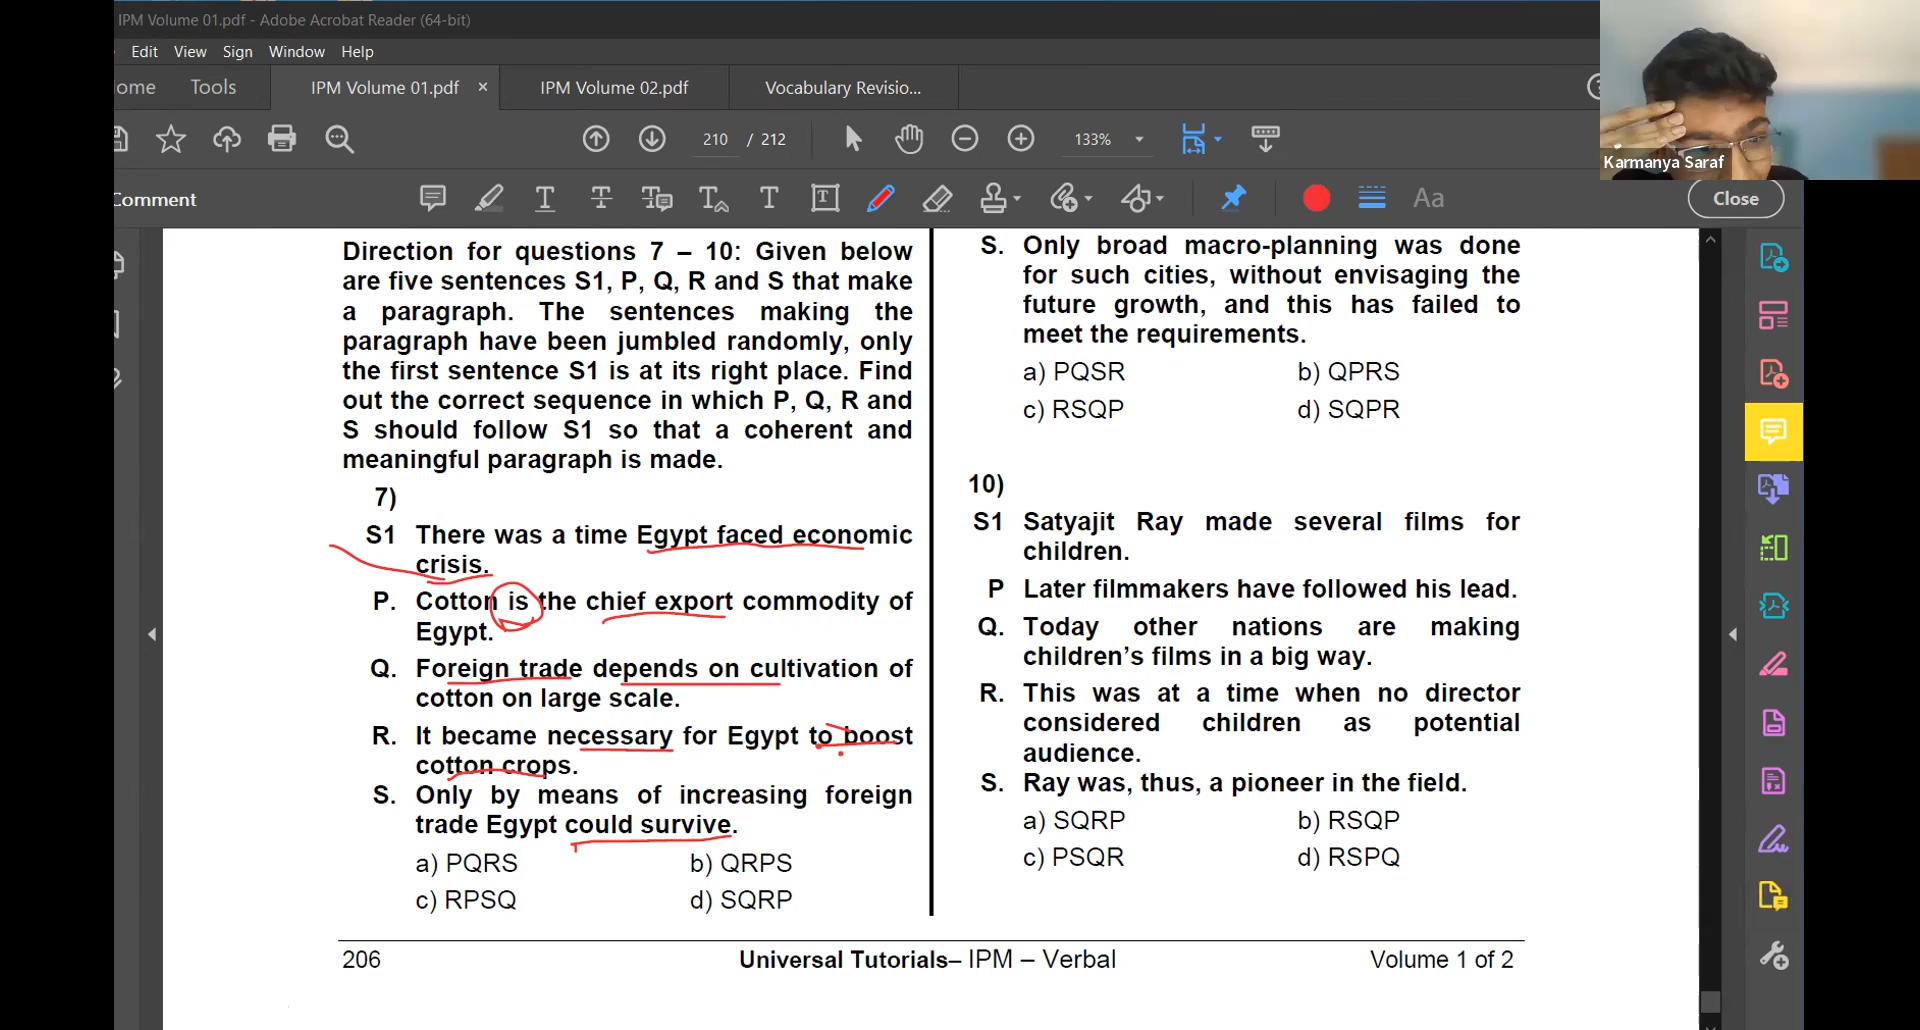 IPM Volume 01.pdf - Adobe Acrobat Reader (64-bit)
Edit View Sign Window Help
ome Tools IPM Volume 01.pdf × IPM Volume 02.pdf Vocabulary Revisio...
210 / 212 133%
Karmanya Saraf
Comment T T T T T T Aa Close
Direction for questions 7 – 10: Given below
are five sentences S1, P, Q, R and S that make
a paragraph. The sentences making the
paragraph have been jumbled randomly, only
the first sentence S1 is at its right place. Find
out the correct sequence in which P, Q, R and
S should follow S1 so that a coherent and
meaningful paragraph is made.
7)
S1 There was a time Egypt faced economic
crisis.
P. Cotton is the chief export commodity of
Egypt.
Q. Foreign trade depends on cultivation of
cotton on large scale.
R. It became necessary for Egypt to boost
cotton crops.
S. Only by means of increasing foreign
trade Egypt could survive.
a) PQRS b) QRPS
c) RPSQ d) SQRP
S. Only broad macro-planning was done
for such cities, without envisaging the
future growth, and this has failed to
meet the requirements.
a) PQSR b) QPRS
c) RSQP d) SQPR
10)
S1 Satyajit Ray made several films for
children.
P Later filmmakers have followed his lead.
Q. Today other nations are making
children's films in a big way.
R. This was at a time when no director
considered children as potential
audience.
S. Ray was, thus, a pioneer in the field.
a) SQRP b) RSQP
c) PSQR d) RSPQ
206 Universal Tutorials– IPM – Verbal Volume 1 of 2